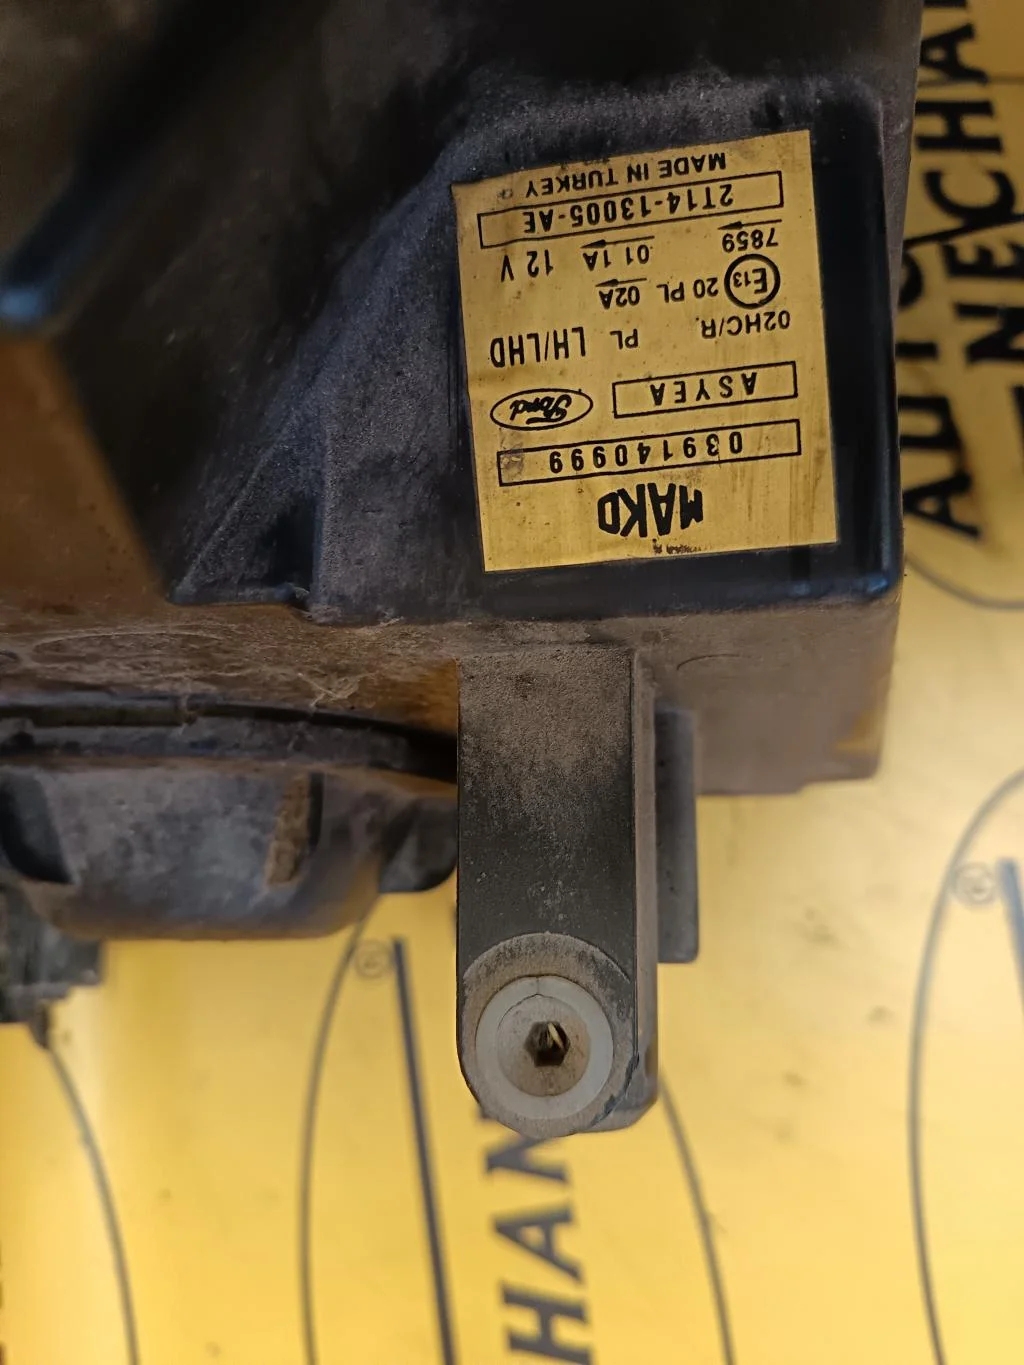 MAKO
039140999
ASYEA Ford
02HC/R PL LH/LHD
E13 20 PL 02A
7859 01 1A 12 V
2T14-13005-AE
MADE IN TURKEY